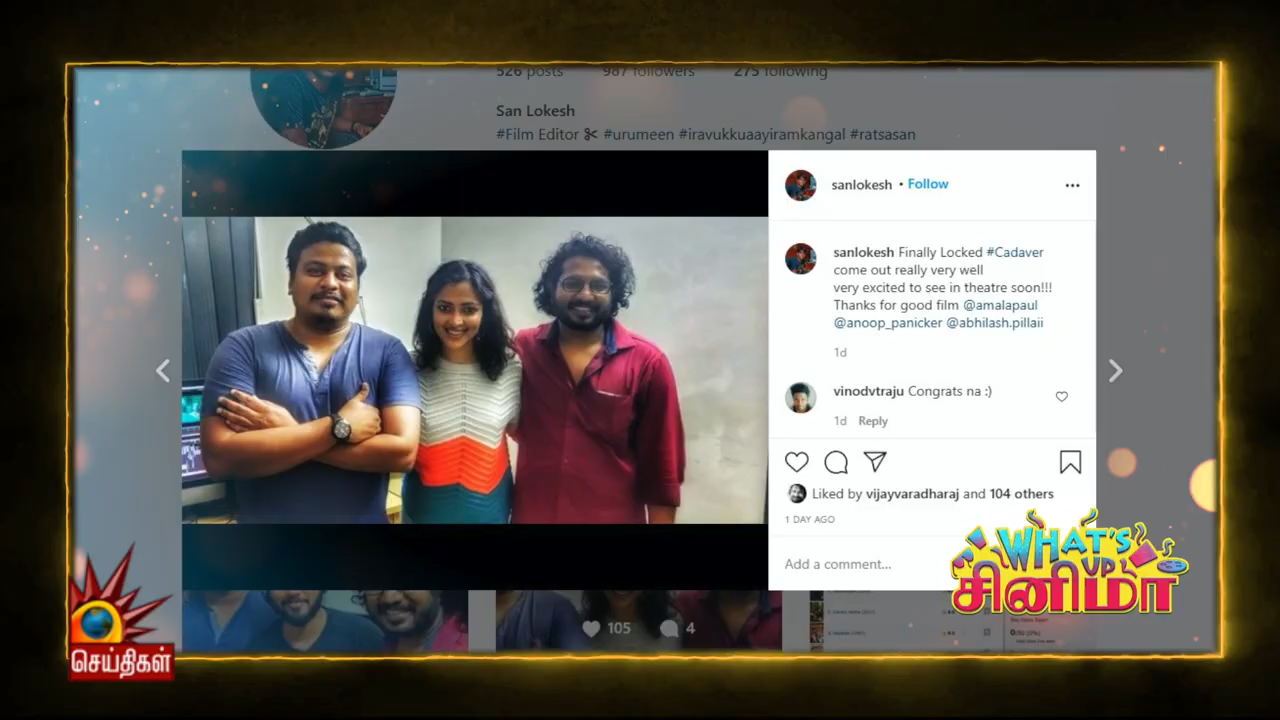 526 posts 987 followers 275 following
San Lokesh
#Film Editor ✂ #urumeen #iravukkuaayiramkangal #ratsasan
sanlokesh • Follow
sanlokesh Finally Locked #Cadaver
come out really very well
very excited to see in theatre soon!!!
Thanks for good film @amalapaul
@anoop_panicker @abhilash.pillaii
1d
vinodvtraju Congrats na :)
1d Reply
Liked by vijayvaradharaj and 104 others
1 DAY AGO
Add a comment...
WHAT'S
UP
சினிமா
105 4
செய்திகள்